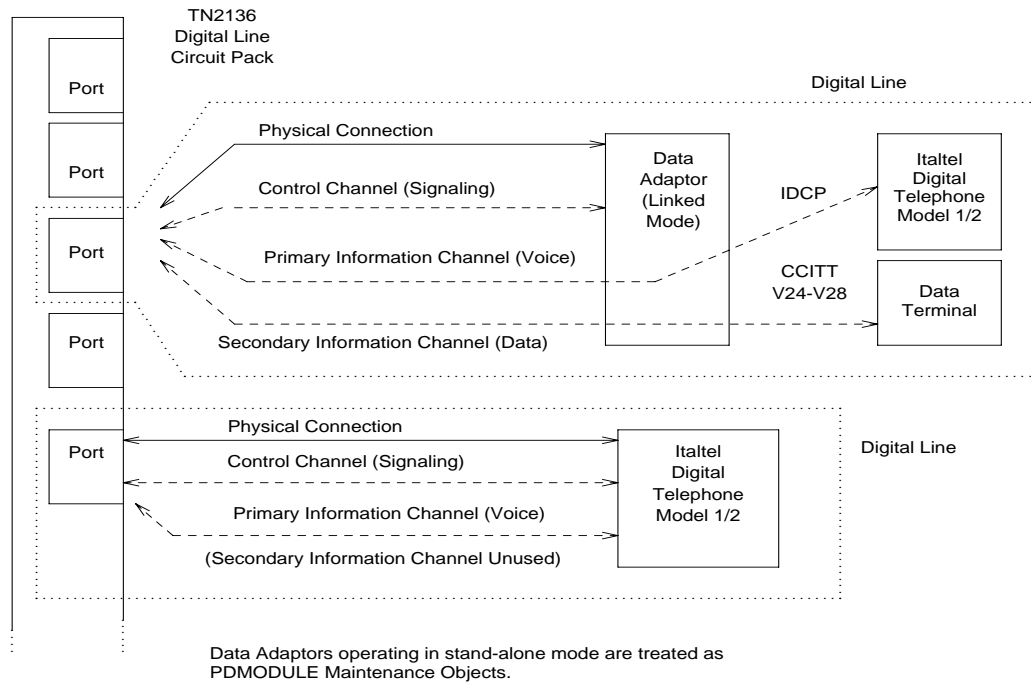 TN2136
Digital Line
Circuit Pack
Port
Port
Port
Port
Port
Digital Line
Physical Connection
Control Channel (Signaling)
Primary Information Channel (Voice)
Secondary Information Channel (Data)
Data
Adaptor
(Linked
Mode)
IDCP
CCITT
V24-V28
Italtel
Digital
Telephone
Model 1/2
Data
Terminal
Physical Connection
Control Channel (Signaling)
Primary Information Channel (Voice)
(Secondary Information Channel Unused)
Italtel
Digital
Telephone
Model 1/2
Digital Line
Data Adaptors operating in stand-alone mode are treated as
PDMODULE Maintenance Objects.